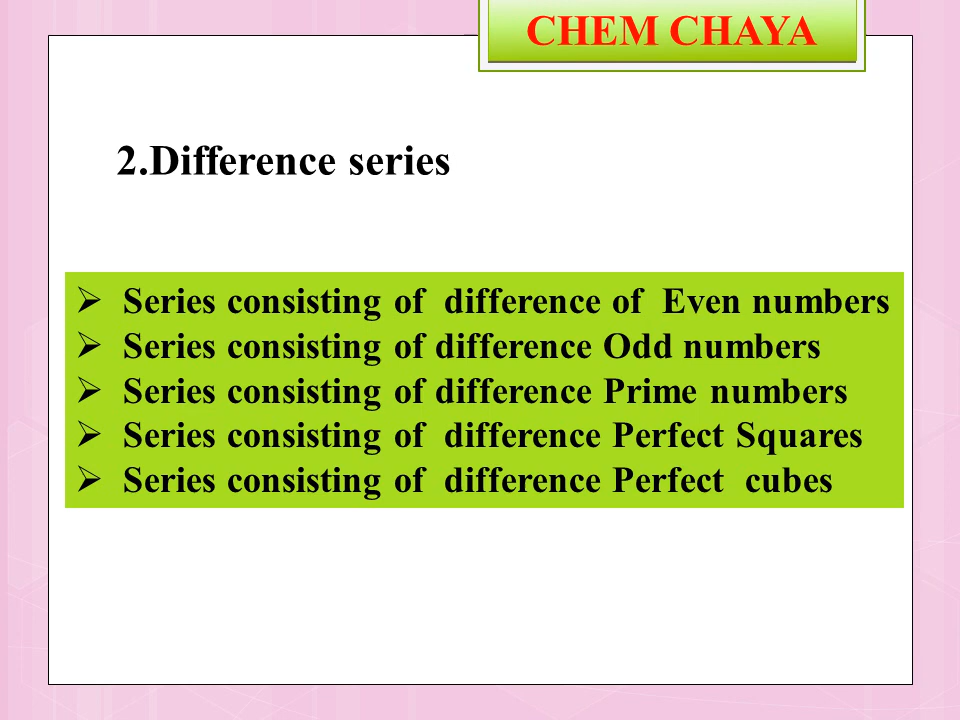 CHEM CHAYA
2.Difference series
➢ Series consisting of difference of Even numbers
➢ Series consisting of difference Odd numbers
➢ Series consisting of difference Prime numbers
➢ Series consisting of difference Perfect Squares
➢ Series consisting of difference Perfect cubes